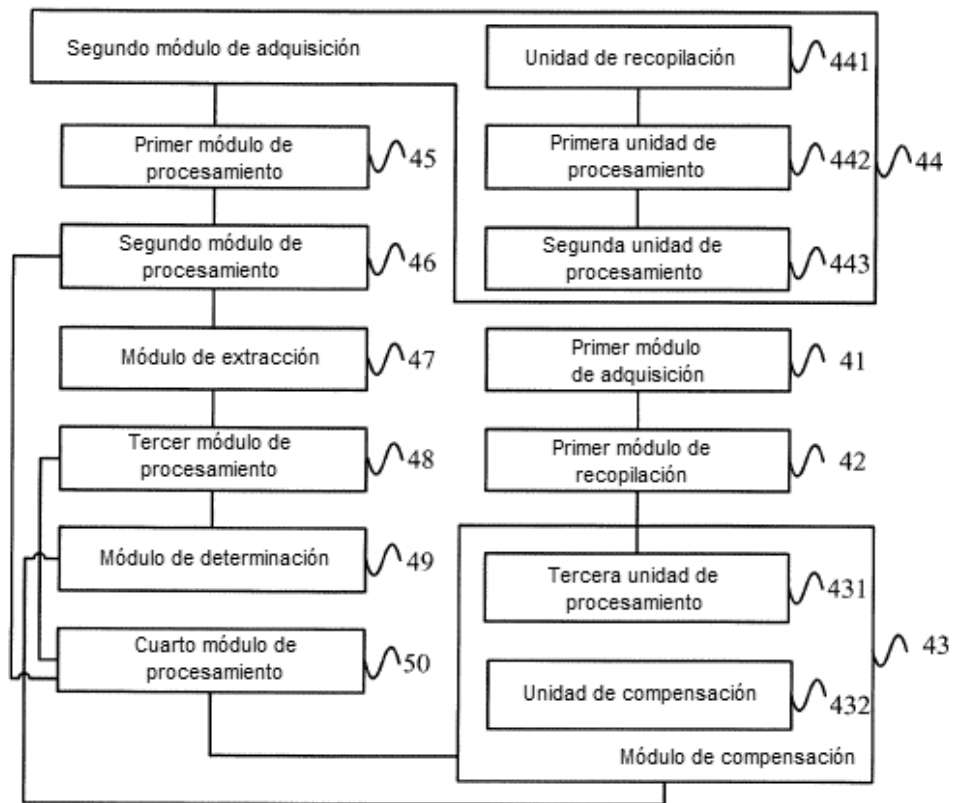 Segundo módulo de adquisición
Unidad de recopilación
441
Primer módulo de
procesamiento
45
Primera unidad de
procesamiento
442
44
Segundo módulo de
procesamiento
46
Segunda unidad de
procesamiento
443
Módulo de extracción
47
Primer módulo
de adquisición
41
Tercer módulo de
procesamiento
48
Primer módulo de
recopilación
42
Módulo de determinación
49
Tercera unidad de
procesamiento
431
Cuarto módulo de
procesamiento
50
43
Unidad de compensación
432
Módulo de compensación